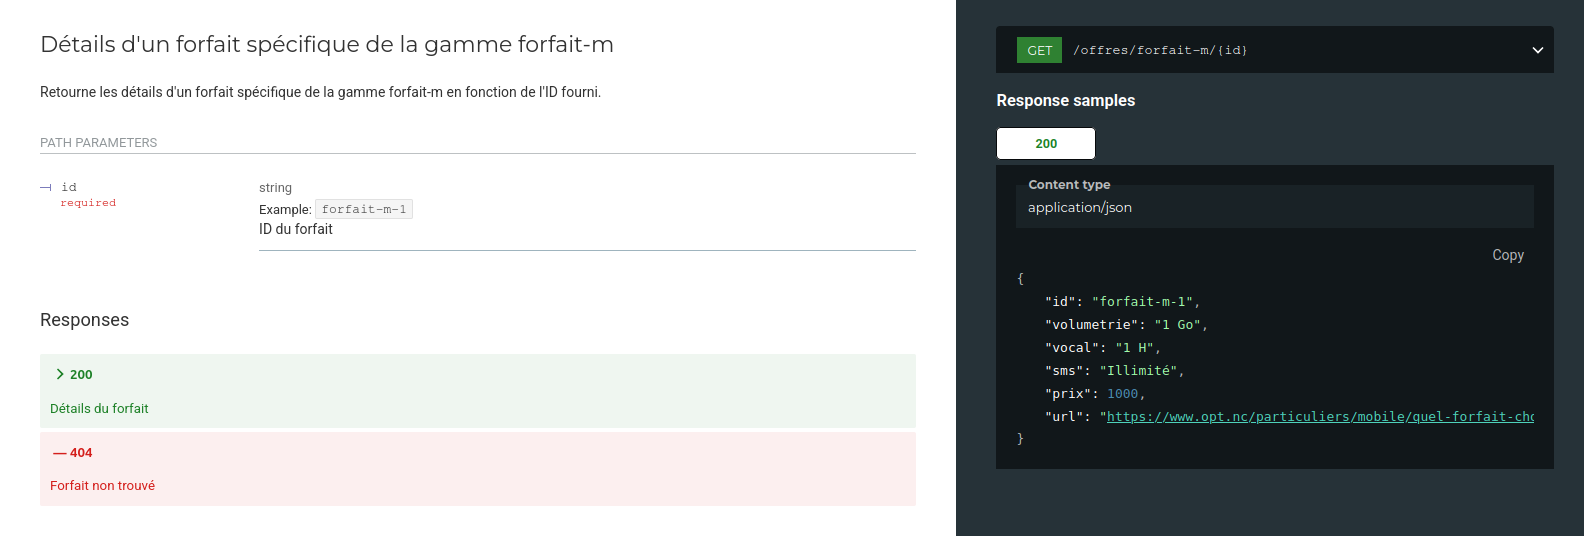 Détails d'un forfait spécifique de la gamme forfait-m
Retourne les détails d'un forfait spécifique de la gamme forfait-m en fonction de l'ID fourni.
PATH PARAMETERS
id
required
string
Example: forfait-m-1
ID du forfait
Responses
200
Détails du forfait
404
Forfait non trouvé
GET /offres/forfait-m/{id}
Response samples
200
Content type
application/json
Copy
{
"id": "forfait-m-1",
"volumetrie": "1 Go",
"vocal": "1 H",
"sms": "Illimité",
"prix": 1000,
"url": "https://www.opt.nc/particuliers/mobile/quel-forfait-cho
}